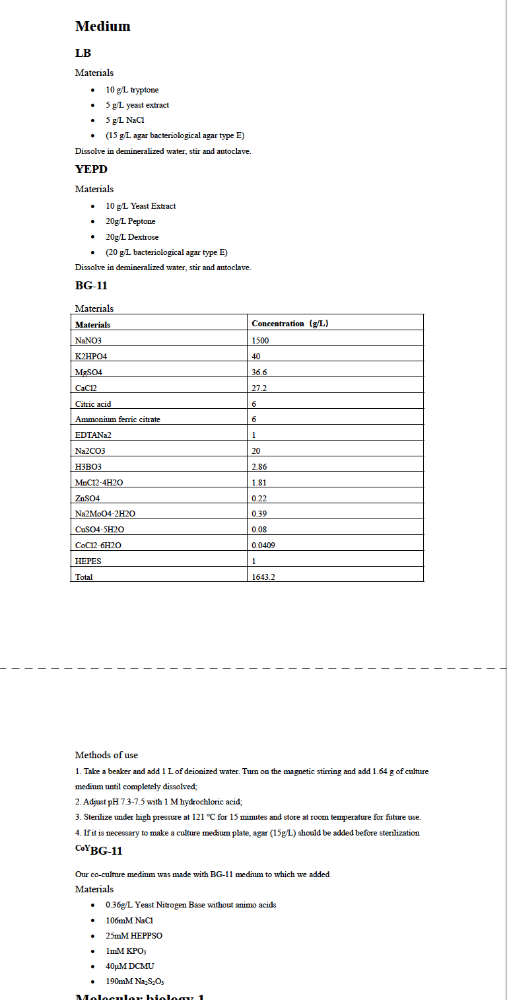 Medium
LB
Materials
• 10 g/L tryptone
• 5 g/L yeast extract
• 5 g/L NaCl
• (15 g/L agar bacteriological agar type E)
Dissolve in demineralized water, stir and autoclave.
YEPD
Materials
• 10 g/L Yeast Extract
• 20g/L Peptone
• 20g/L Dextrose
• (20 g/L bacteriological agar type E)
Dissolve in demineralized water, stir and autoclave.
BG-11
Materials
Materials Concentration (g/L)
NaNO3 1500
K2HPO4 40
MgSO4 36.6
CaCl2 27.2
Citric acid 6
Ammonium ferric citrate 6
EDTANa2 1
Na2CO3 20
H3BO3 2.86
MnCl2·4H2O 1.81
ZnSO4 0.22
Na2MoO4·2H2O 0.39
CuSO4·5H2O 0.08
CoCl2·6H2O 0.0409
HEPES 1
Total 1643.2
Methods of use
1. Take a beaker and add 1 L of deionized water. Turn on the magnetic stirring and add 1.64 g of culture
medium until completely dissolved;
2. Adjust pH 7.3-7.5 with 1 M hydrochloric acid;
3. Sterilize under high pressure at 121 °C for 15 minutes and store at room temperature for future use.
4. If it is necessary to make a culture medium plate, agar (15g/L) should be added before sterilization
CoYBG-11
Our co-culture medium was made with BG-11 medium to which we added
Materials
• 0.36g/L Yeast Nitrogen Base without animo acids
• 106mM NaCl
• 25mM HEPPSO
• 1mM KPO₃
• 40μM DCMU
• 190mM Na₂S₂O₃
Molecular biology 1